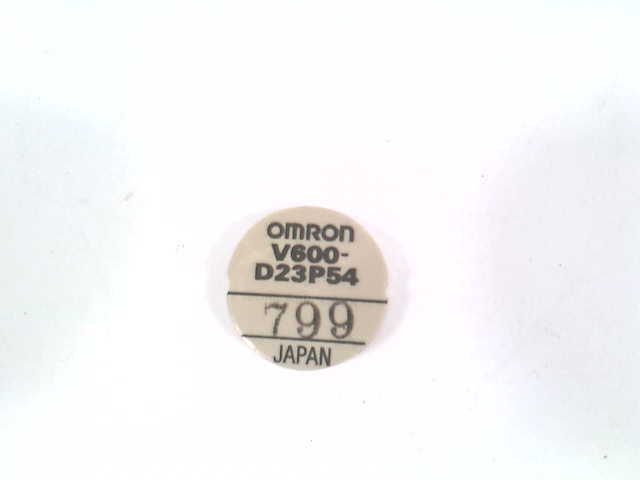 OMRON
V600-
D23P54
799
JAPAN